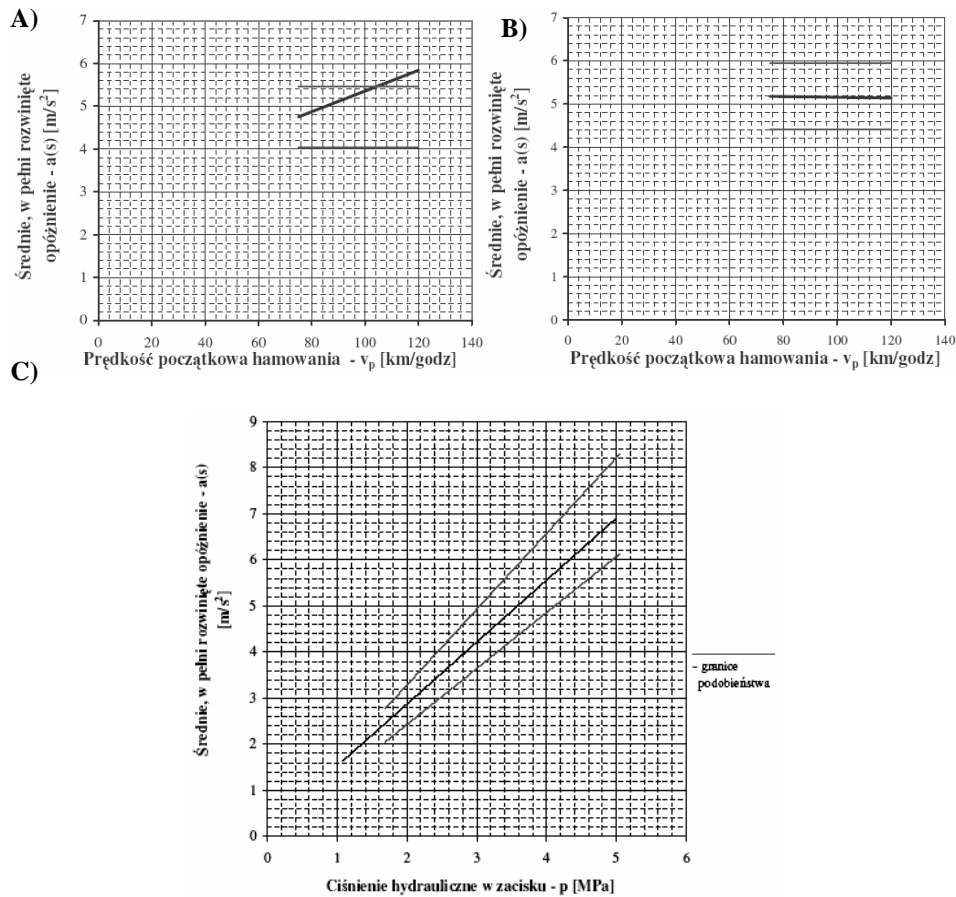 A)
Średnie, w pełni rozwinięte
opóźnienie - a(s) [m/s²]
7
6
5
4
3
2
1
0
0 20 40 60 80 100 120 140
Prędkość początkowa hamowania - vp [km/godz]
B)
Średnie, w pełni rozwinięte
opóźnienie - a(s) [m/s²]
7
6
5
4
3
2
1
0
0 20 40 60 80 100 120 140
Prędkość początkowa hamowania - vp [km/godz]
C)
Średnie, w pełni rozwinięte opóźnienie - a(s)
[m/s²]
9
8
7
6
5
4
3
2
1
0
0 1 2 3 4 5 6
Ciśnienie hydrauliczne w zacisku - p [MPa]
- granice
podobieństwa